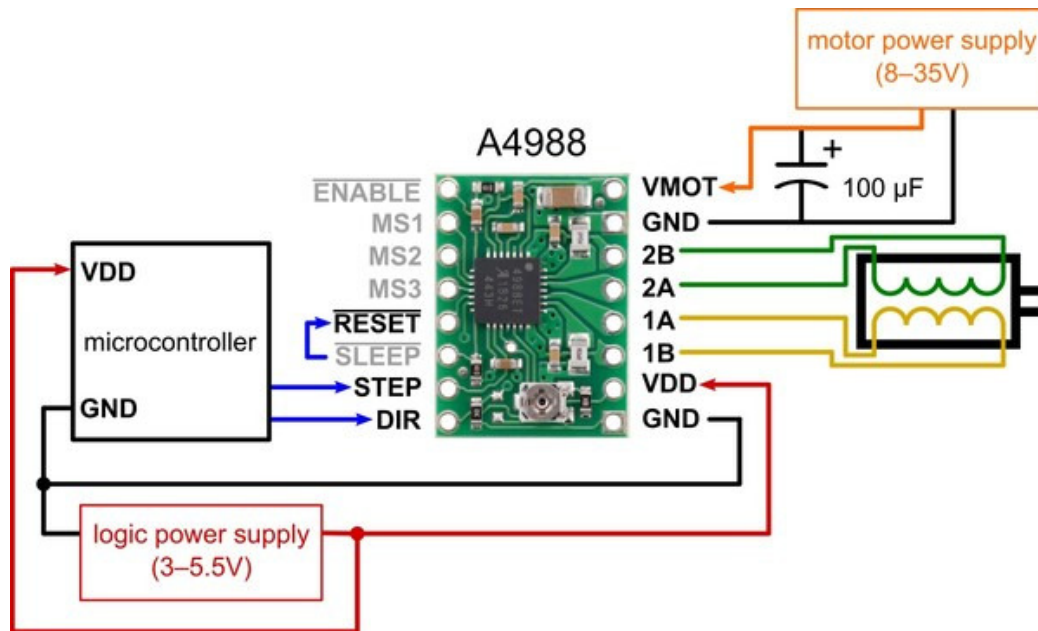 motor power supply
(8–35V)
A4988
ENABLE
MS1
MS2
MS3
RESET
SLEEP
STEP
DIR
VMOT
GND
2B
2A
1A
1B
VDD
GND
+
100 µF
VDD
microcontroller
GND
logic power supply
(3–5.5V)